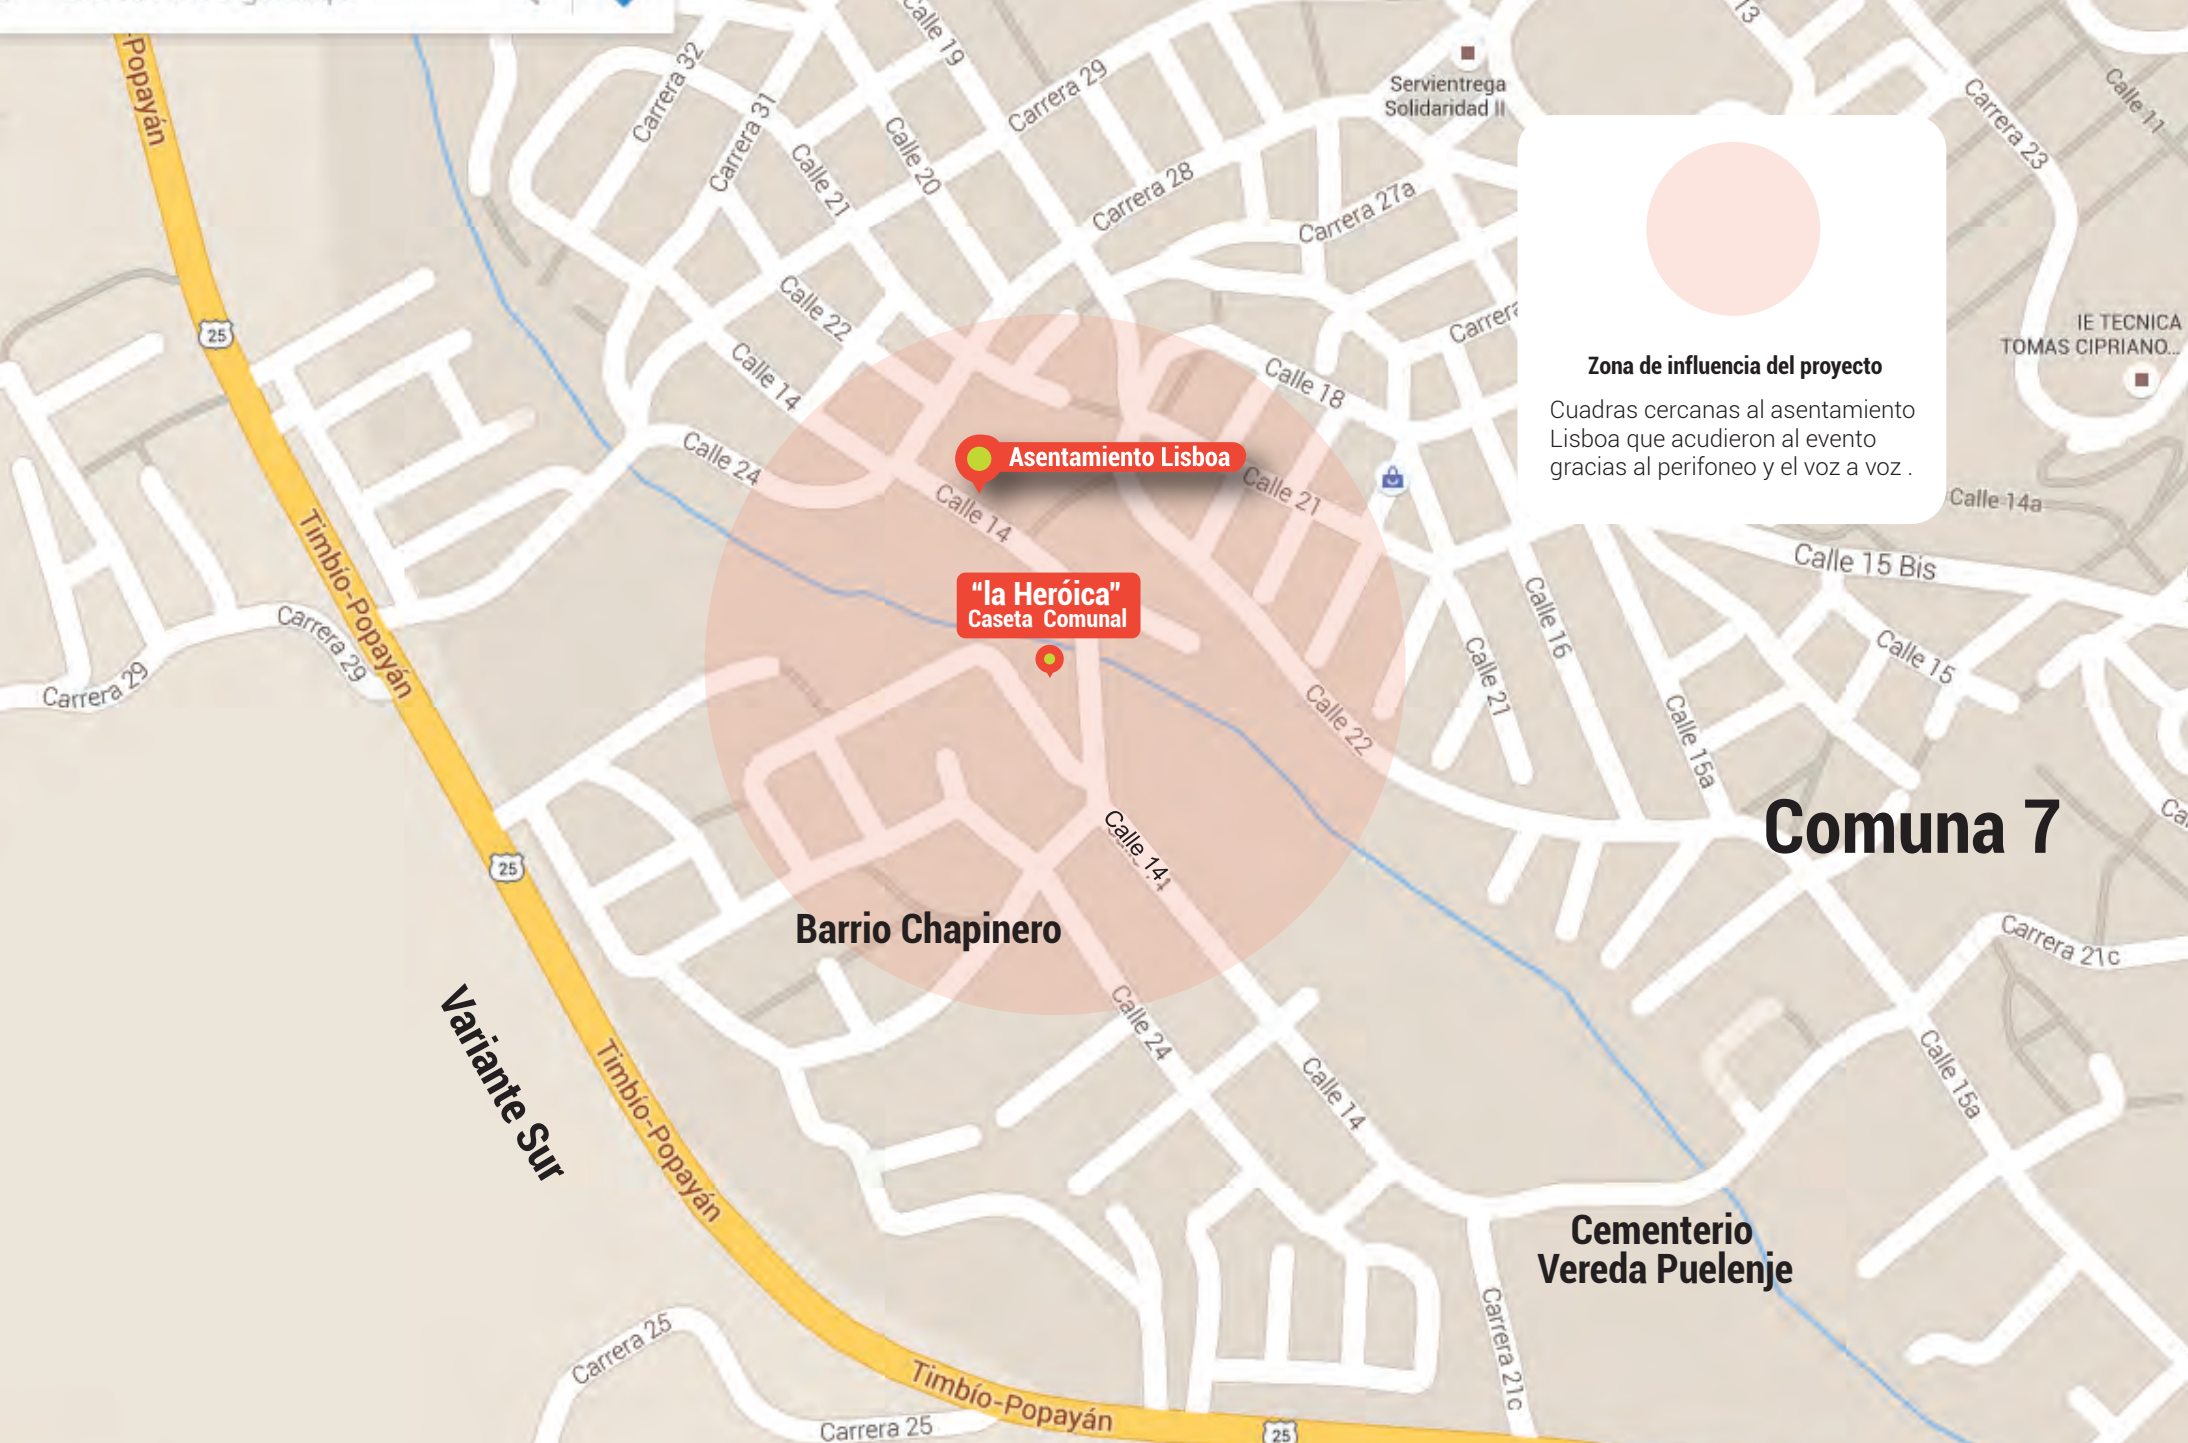 -Popayán
Calle 19
Carrera 32
Carrera 29
Carrera 31
Calle 20
Calle 21
Servientrega
Solidaridad II
13
Carrera 23
Calle 11
Carrera 28
Carrera 27a
Calle 22
Calle 14
Carrera
Calle 18
25
IE TECNICA
TOMAS CIPRIANO...
Zona de influencia del proyecto
Cuadras cercanas al asentamiento
Lisboa que acudieron al evento
gracias al perifoneo y el voz a voz .
Calle 24
Asentamiento Lisboa
Calle 14
Calle 21
Calle 14a
Calle 15 Bis
Timbío-Popayán
“la Heróica”
Caseta Comunal
Carrera 29
Carrera 29
Calle 16
Calle 15
Calle 21
Calle 22
Calle 15a
Comuna 7
Ca
Calle 14
25
Barrio Chapinero
Carrera 21c
Variante Sur
Calle 24
Calle 14
Calle 15a
Timbío-Popayán
Cementerio
Vereda Puelenje
Carrera 25
Carrera 21c
Timbío-Popayán
Carrera 25
25